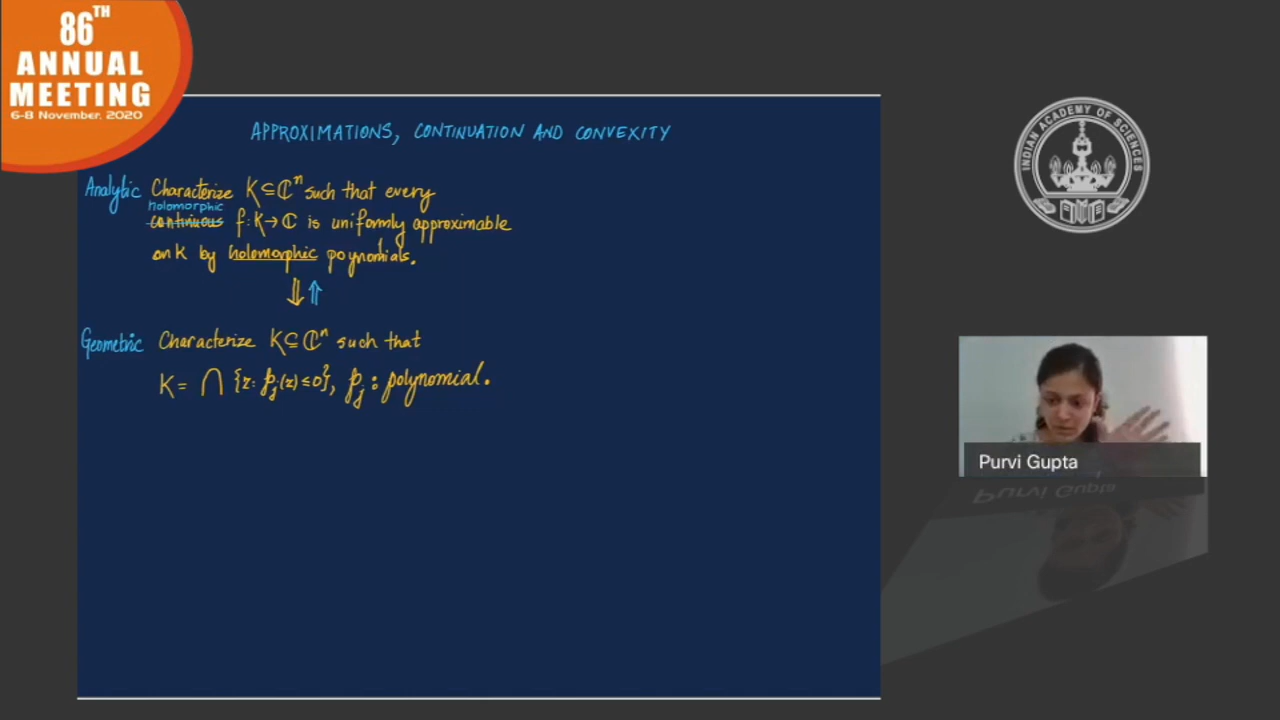 86TH
ANNUAL
MEETING
6-8 November, 2020
APPROXIMATIONS, CONTINUATION AND CONVEXITY
Analytic Characterize K ⊆ ℂⁿ such that every
holomorphic
continuous f: K → ℂ is uniformly approximable
on K by holomorphic polynomials.
⇓ ⇑
Geometric Characterize K ⊆ ℂⁿ such that
K = ∩ {z: pⱼ(z) ≤ 0}, pⱼ : polynomial.
INDIAN ACADEMY OF SCIENCES
Purvi Gupta
Purvi Gupta